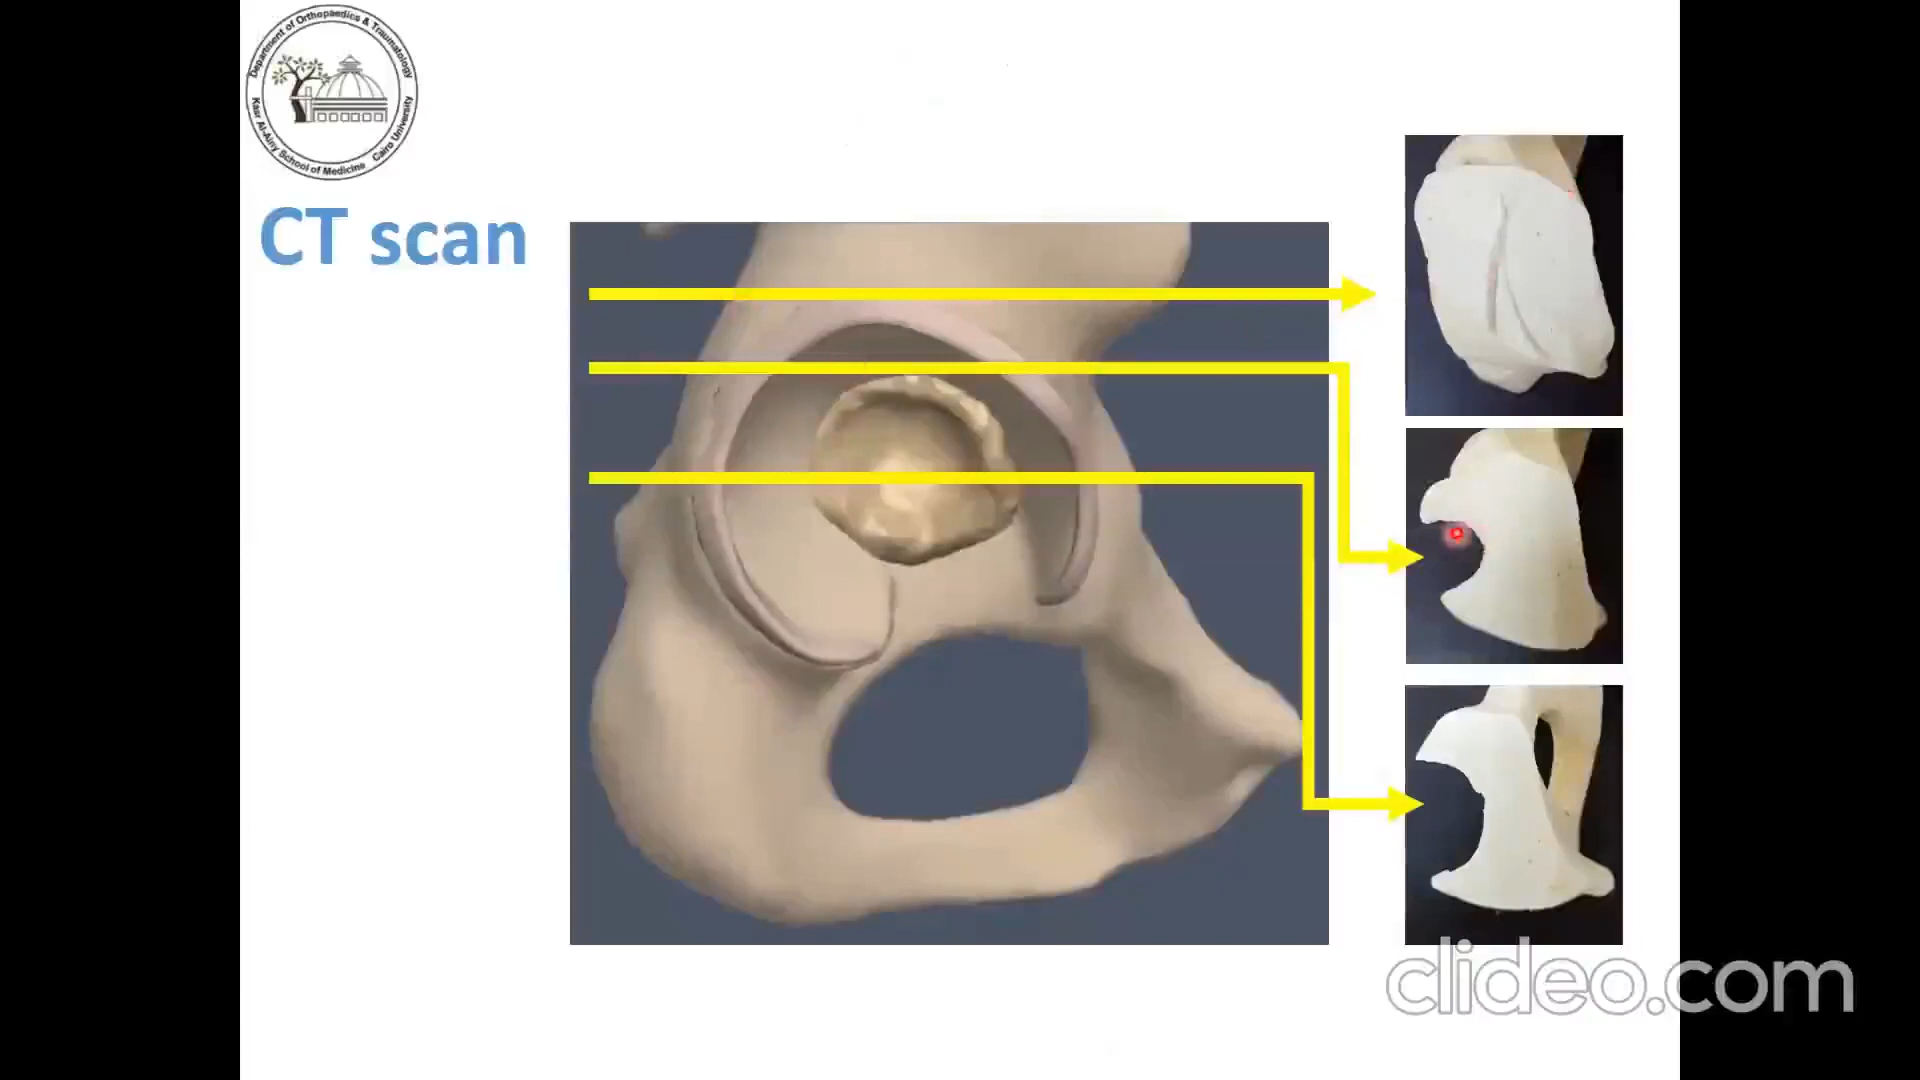 Department of Orthopaedics & Traumatology
Kasr Al-Ainy School of Medicine Cairo University
CT scan
clideo.com